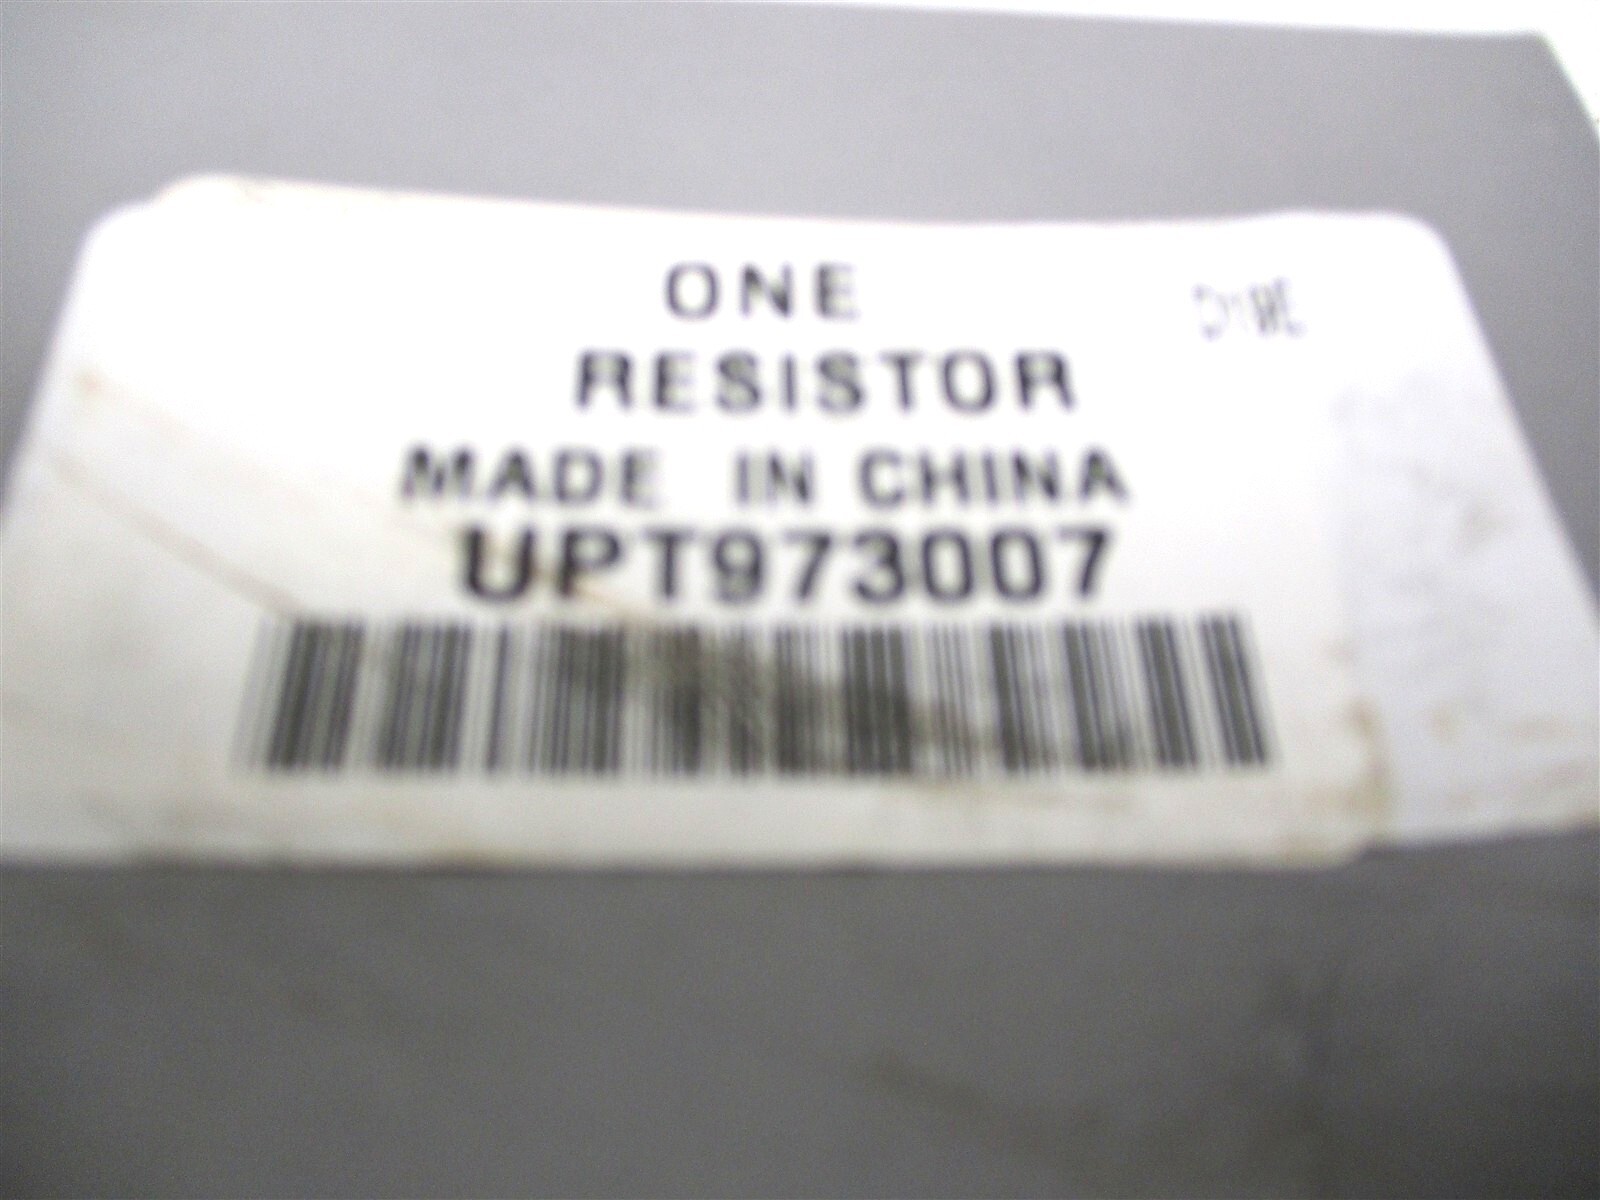 ONE
RESISTOR
MADE IN CHINA
UPT973007